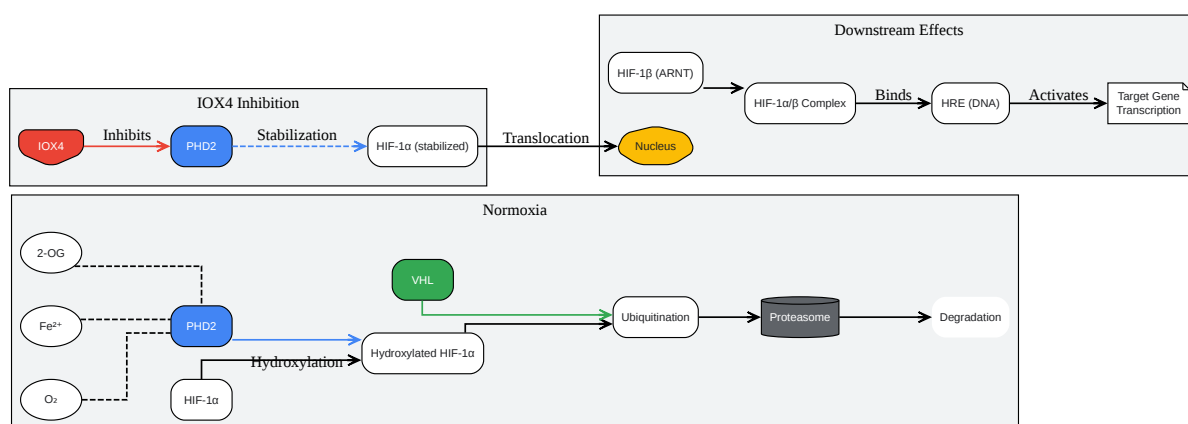 Downstream Effects
HIF-1β (ARNT)
HIF-1α/β Complex
Binds
HRE (DNA)
Activates
Target Gene
Transcription
IOX4 Inhibition
IOX4
Inhibits
PHD2
Stabilization
HIF-1α (stabilized)
Translocation
Nucleus
Normoxia
2-OG
Fe²⁺
O₂
PHD2
HIF-1α
Hydroxylation
VHL
Hydroxylated HIF-1α
Ubiquitination
Proteasome
Degradation